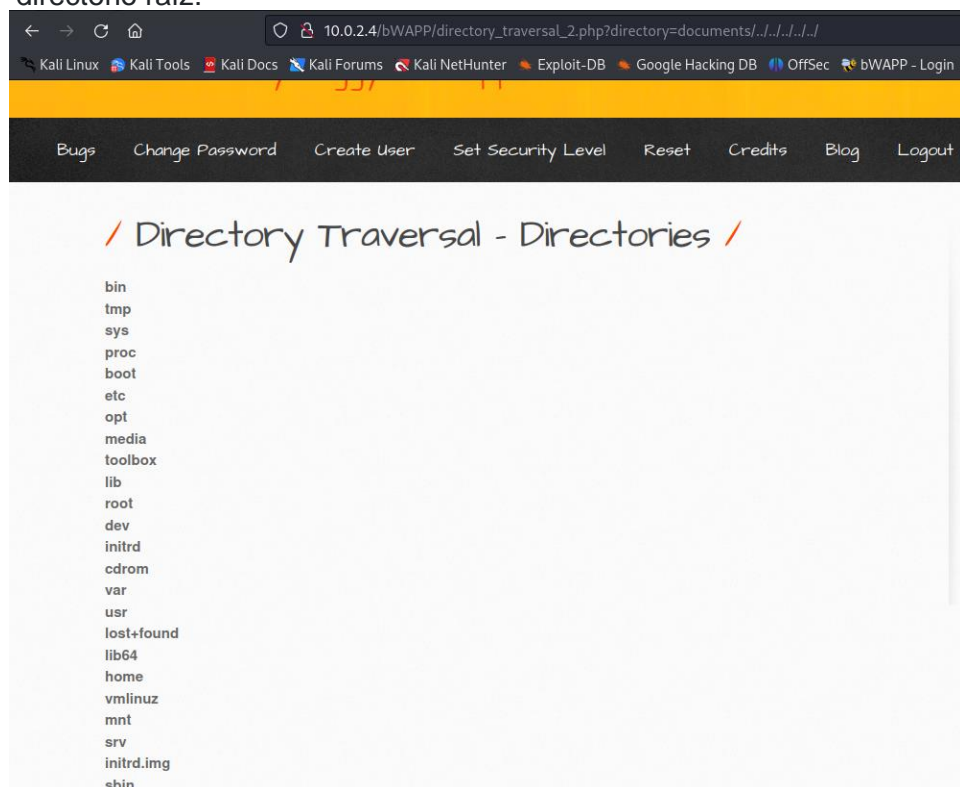 directorio raíz.
10.0.2.4/bWAPP/directory_traversal_2.php?directory=documents/../../../../
Kali Linux Kali Tools Kali Docs Kali Forums Kali NetHunter Exploit-DB Google Hacking DB OffSec bWAPP - Login
Bugs Change Password Create User Set Security Level Reset Credits Blog Logout
/ Directory Traversal - Directories /
bin
tmp
sys
proc
boot
etc
opt
media
toolbox
lib
root
dev
initrd
cdrom
var
usr
lost+found
lib64
home
vmlinuz
mnt
srv
initrd.img
sbin